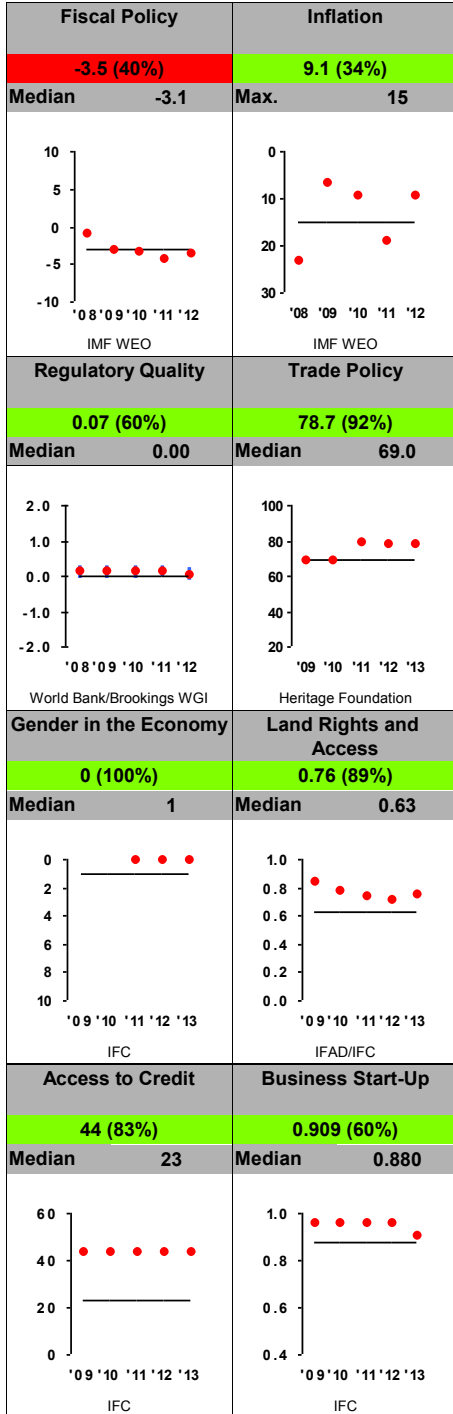 Fiscal Policy
-3.5 (40%)
Median -3.1
10
5
0
-5
-10
'08 '09 '10 '11 '12
IMF WEO
Inflation
9.1 (34%)
Max. 15
0
10
20
30
'08 '09 '10 '11 '12
IMF WEO
Regulatory Quality
0.07 (60%)
Median 0.00
2.0
1.0
0.0
-1.0
-2.0
'08 '09 '10 '11 '12
World Bank/Brookings WGI
Trade Policy
78.7 (92%)
Median 69.0
100
80
60
40
20
'09 '10 '11 '12 '13
Heritage Foundation
Gender in the Economy
0 (100%)
Median 1
0
2
4
6
8
10
'09 '10 '11 '12 '13
IFC
Land Rights and
Access
0.76 (89%)
Median 0.63
1.0
0.8
0.6
0.4
0.2
0.0
'09 '10 '11 '12 '13
IFAD/IFC
Access to Credit
44 (83%)
Median 23
60
40
20
0
'09 '10 '11 '12 '13
IFC
Business Start-Up
0.909 (60%)
Median 0.880
1.0
0.8
0.6
0.4
'09 '10 '11 '12 '13
IFC